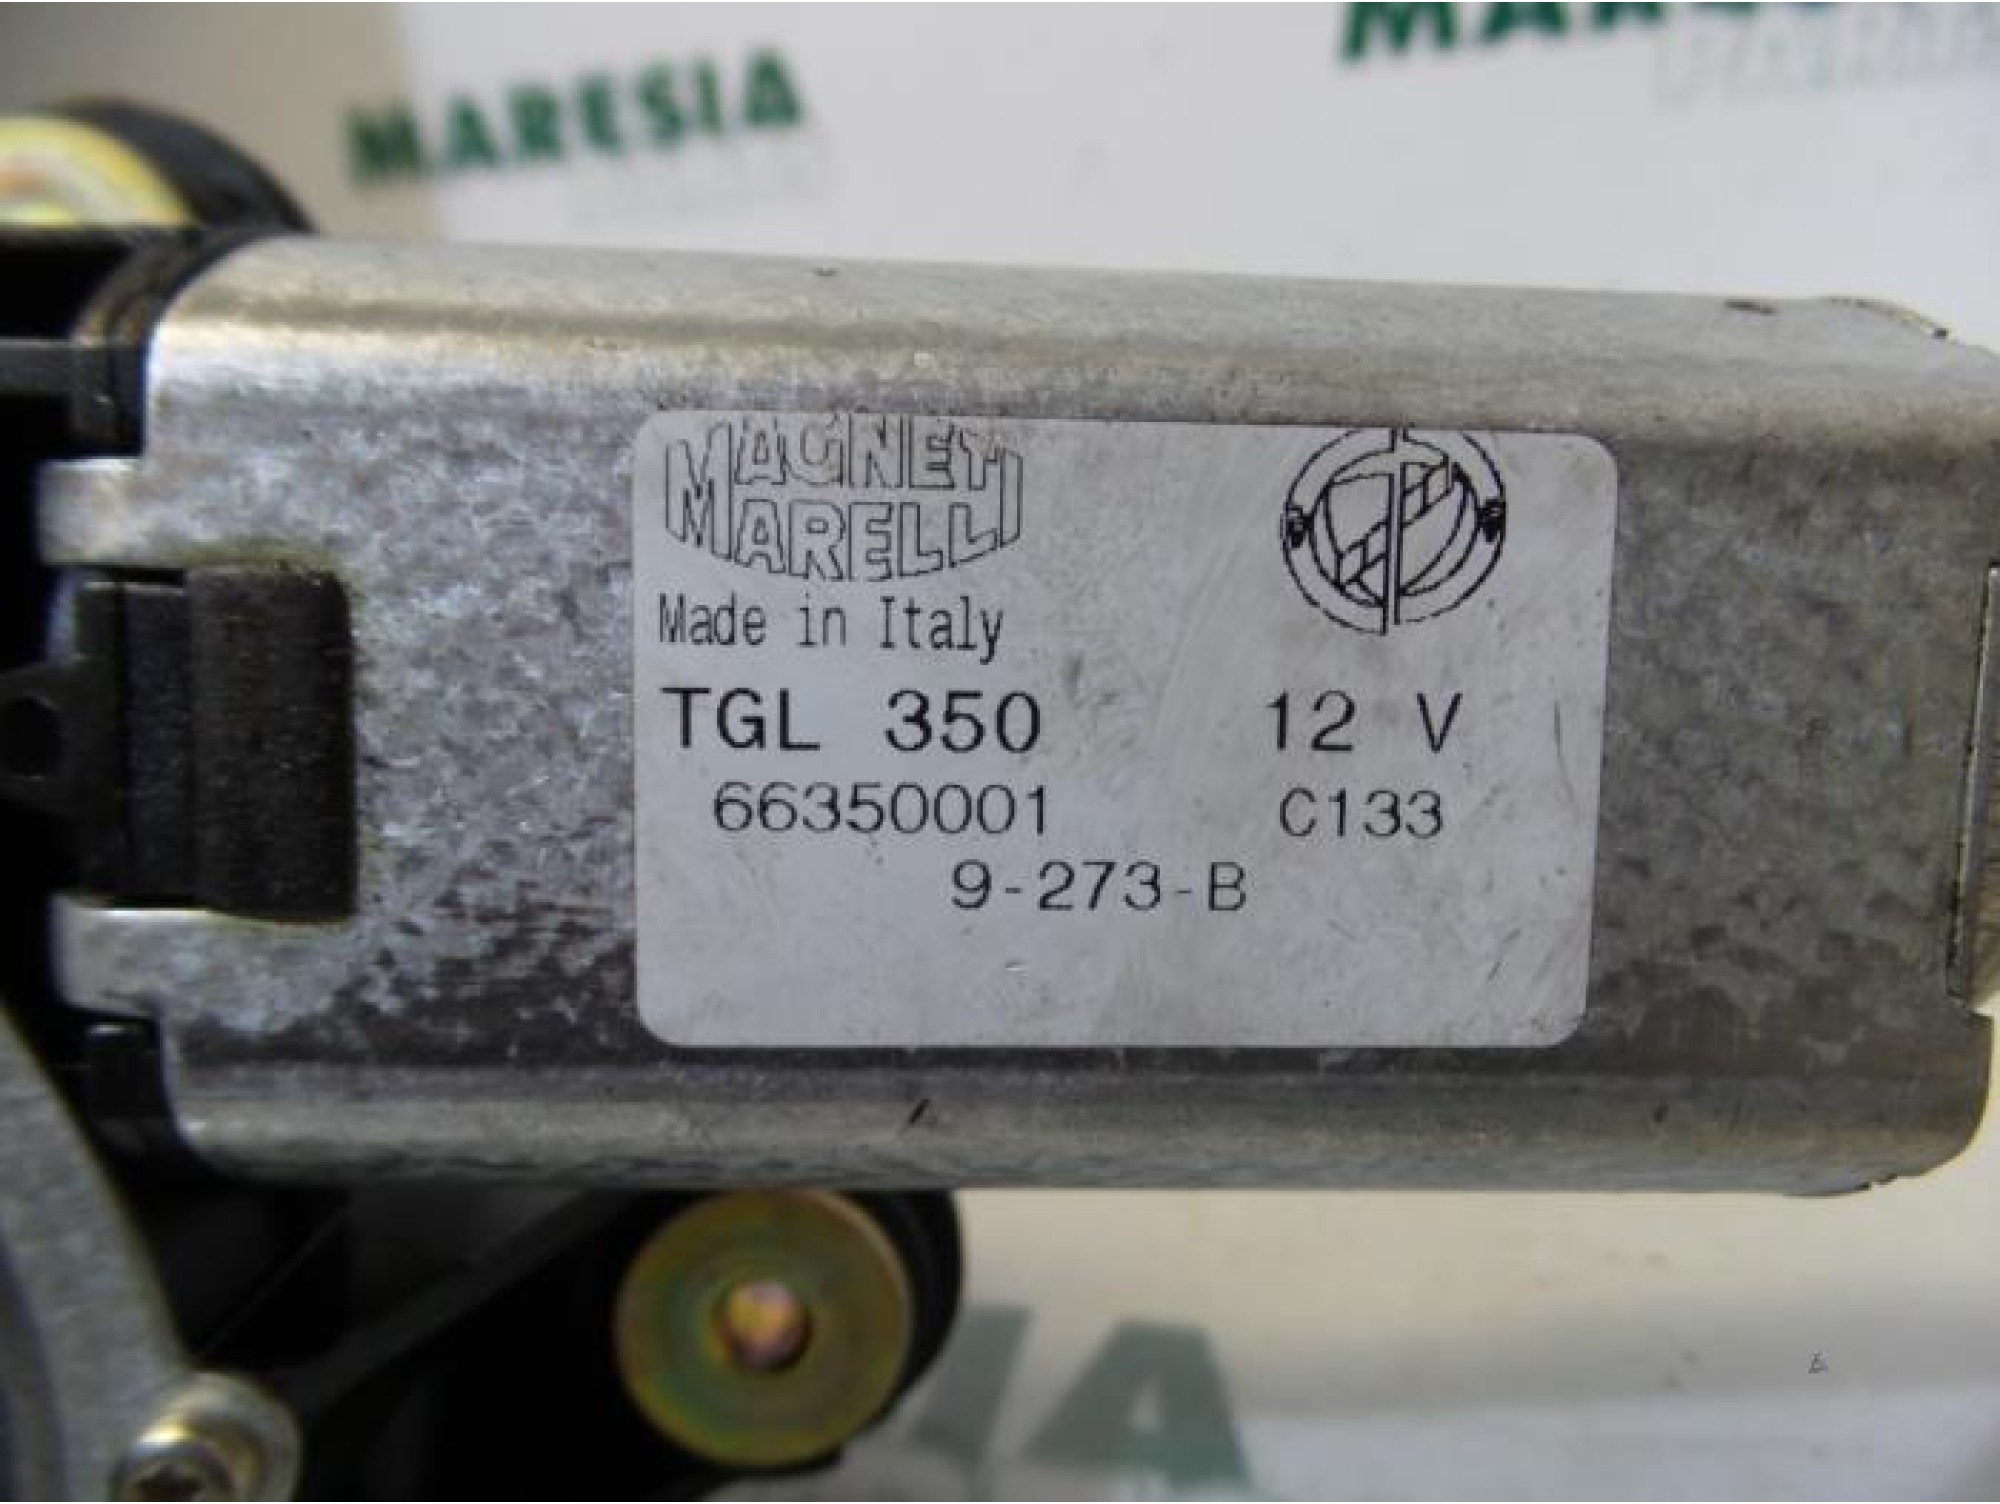 MARESIA
MAGNETI
MARELLI
Made in Italy
TGL 350 12 V
66350001 C133
9-273-B